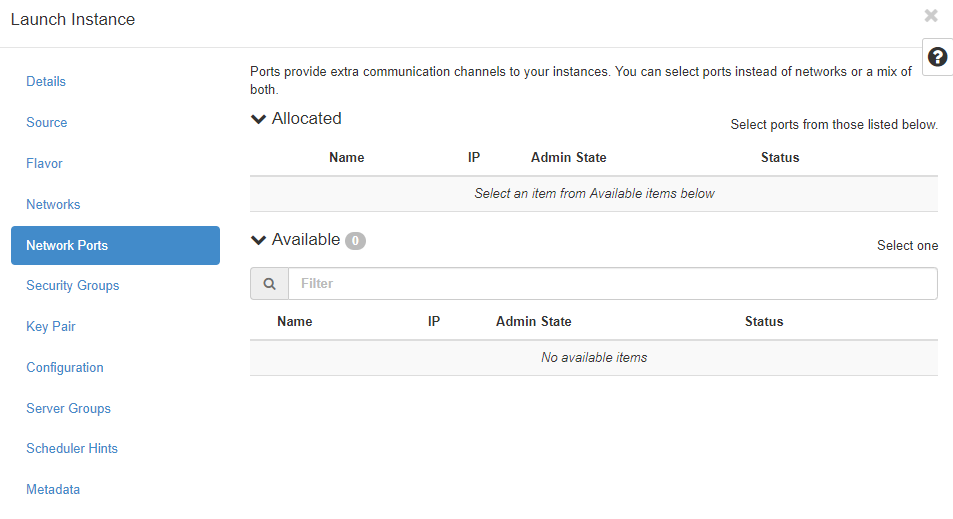 Launch Instance
×
?
Details
Source
Flavor
Networks
Network Ports
Security Groups
Key Pair
Configuration
Server Groups
Scheduler Hints
Metadata
Ports provide extra communication channels to your instances. You can select ports instead of networks or a mix of
both.
Allocated
Select ports from those listed below.
Name IP Admin State Status
Select an item from Available items below
Available 0
Select one
Filter
Name IP Admin State Status
No available items